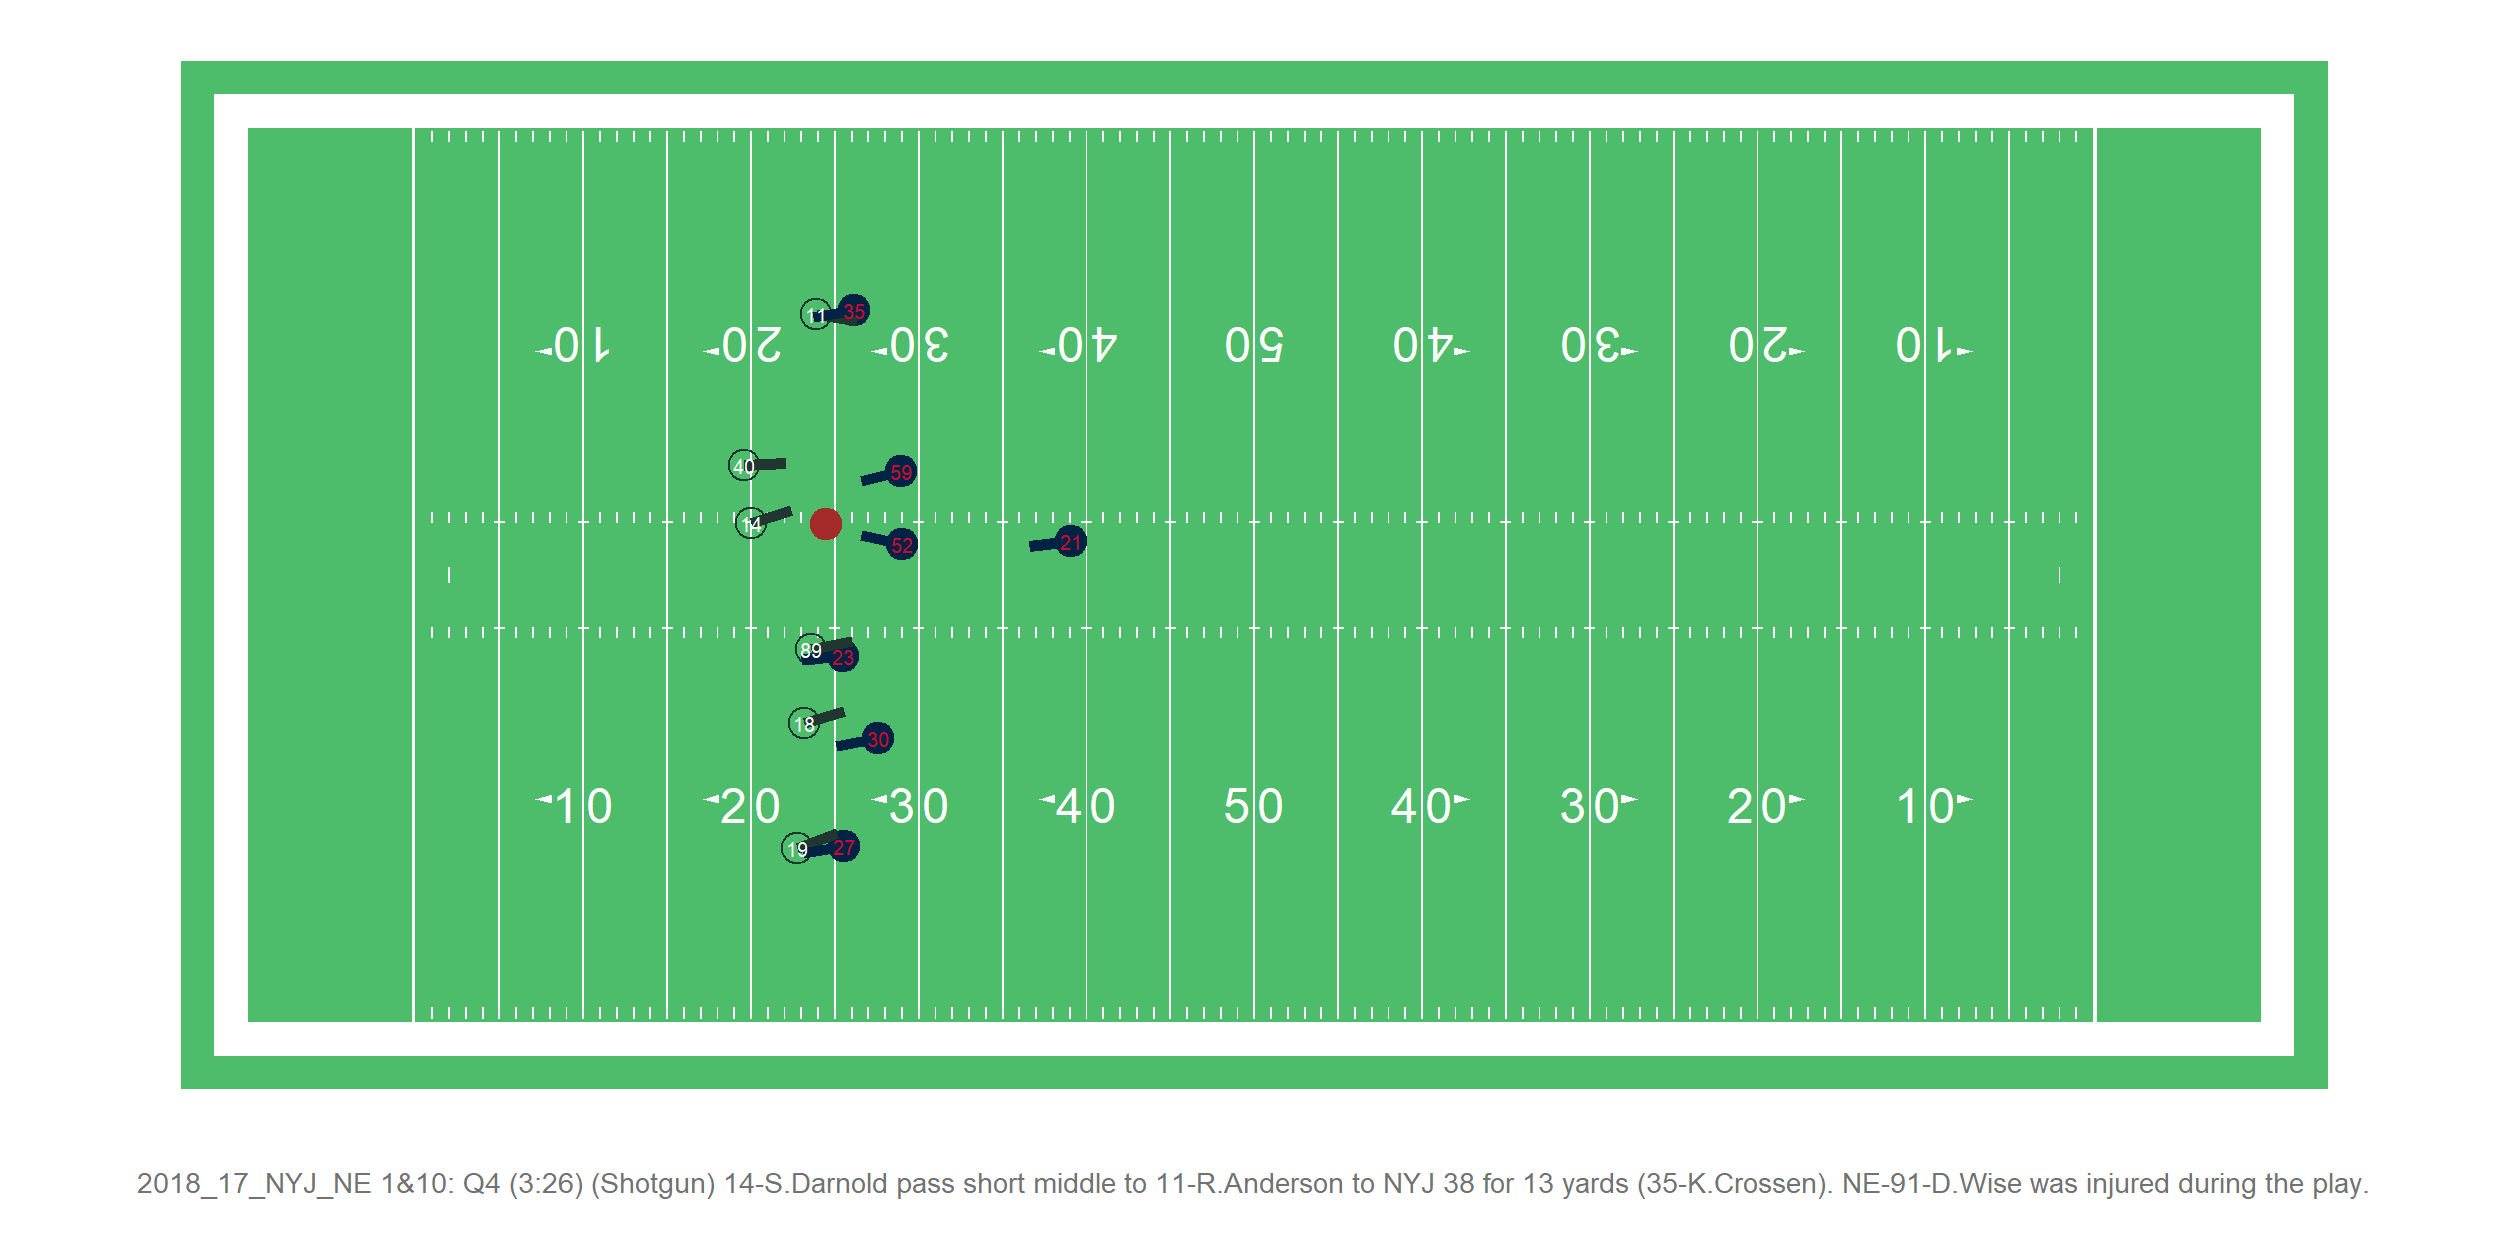 11 35
10 20 30 40 50 40 30 20 10
40 59
14 52 21
89 23
18 30
10 20 30 40 50 40 30 20 10
19 27
2018_17_NYJ_NE 1&10: Q4 (3:26) (Shotgun) 14-S.Darnold pass short middle to 11-R.Anderson to NYJ 38 for 13 yards (35-K.Crossen). NE-91-D.Wise was injured during the play.